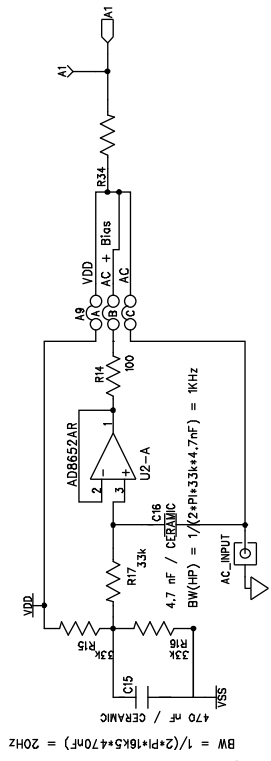 A1
A1
R34
VDD
AC + Bias
AC
A9
A
B
C
R14
100
AD8652AR
1
2
3
-
+
U2-A
C16
4.7 nF / CERAMIC
BW(HP) = 1/(2*PI*33k*4.7nF) = 1KHz
AC_INPUT
R17
33k
VDD
R15
33k
R16
33k
C15
470 nF / CERAMIC
VSS
BW = 1/(2*PI*16k5*470nF) = 20Hz